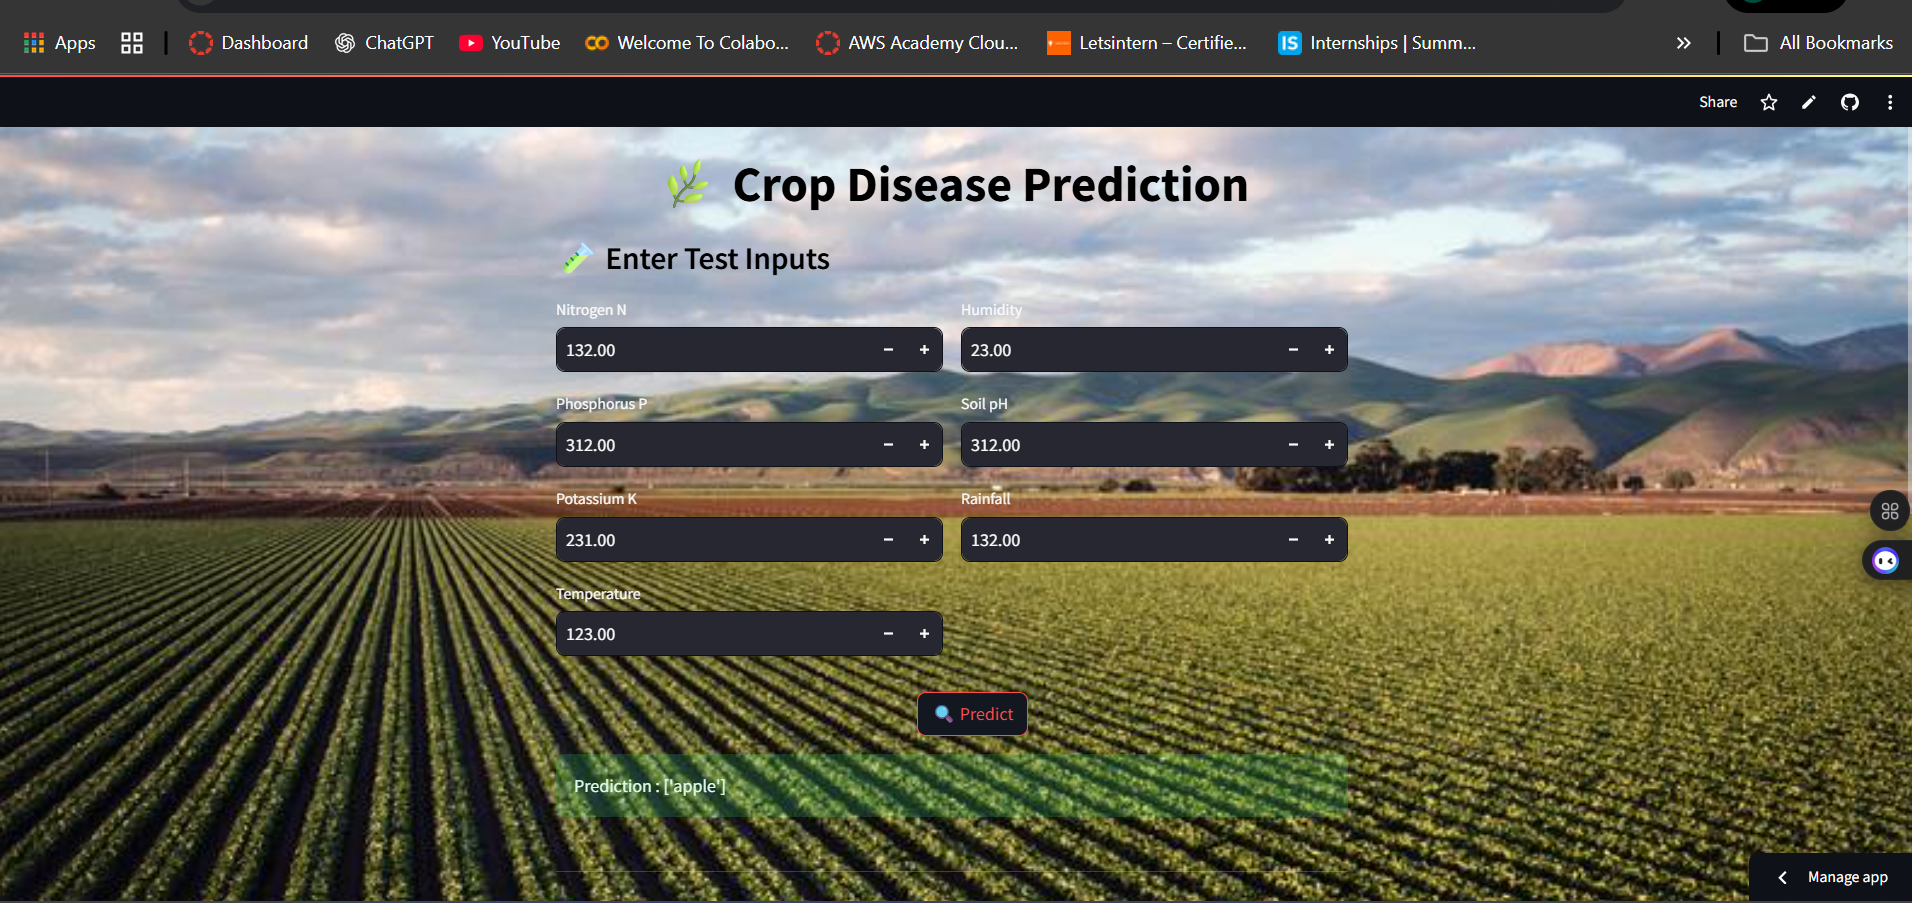 Apps Dashboard ChatGPT YouTube Welcome To Colabo... AWS Academy Clou... Letsintern – Certifie... IS Internships | Summ... All Bookmarks
Share
Crop Disease Prediction
Enter Test Inputs
Nitrogen N Humidity
132.00 23.00
Phosphorus P Soil pH
312.00 312.00
Potassium K Rainfall
231.00 132.00
Temperature
123.00
Predict
Prediction : ['apple']
Manage app